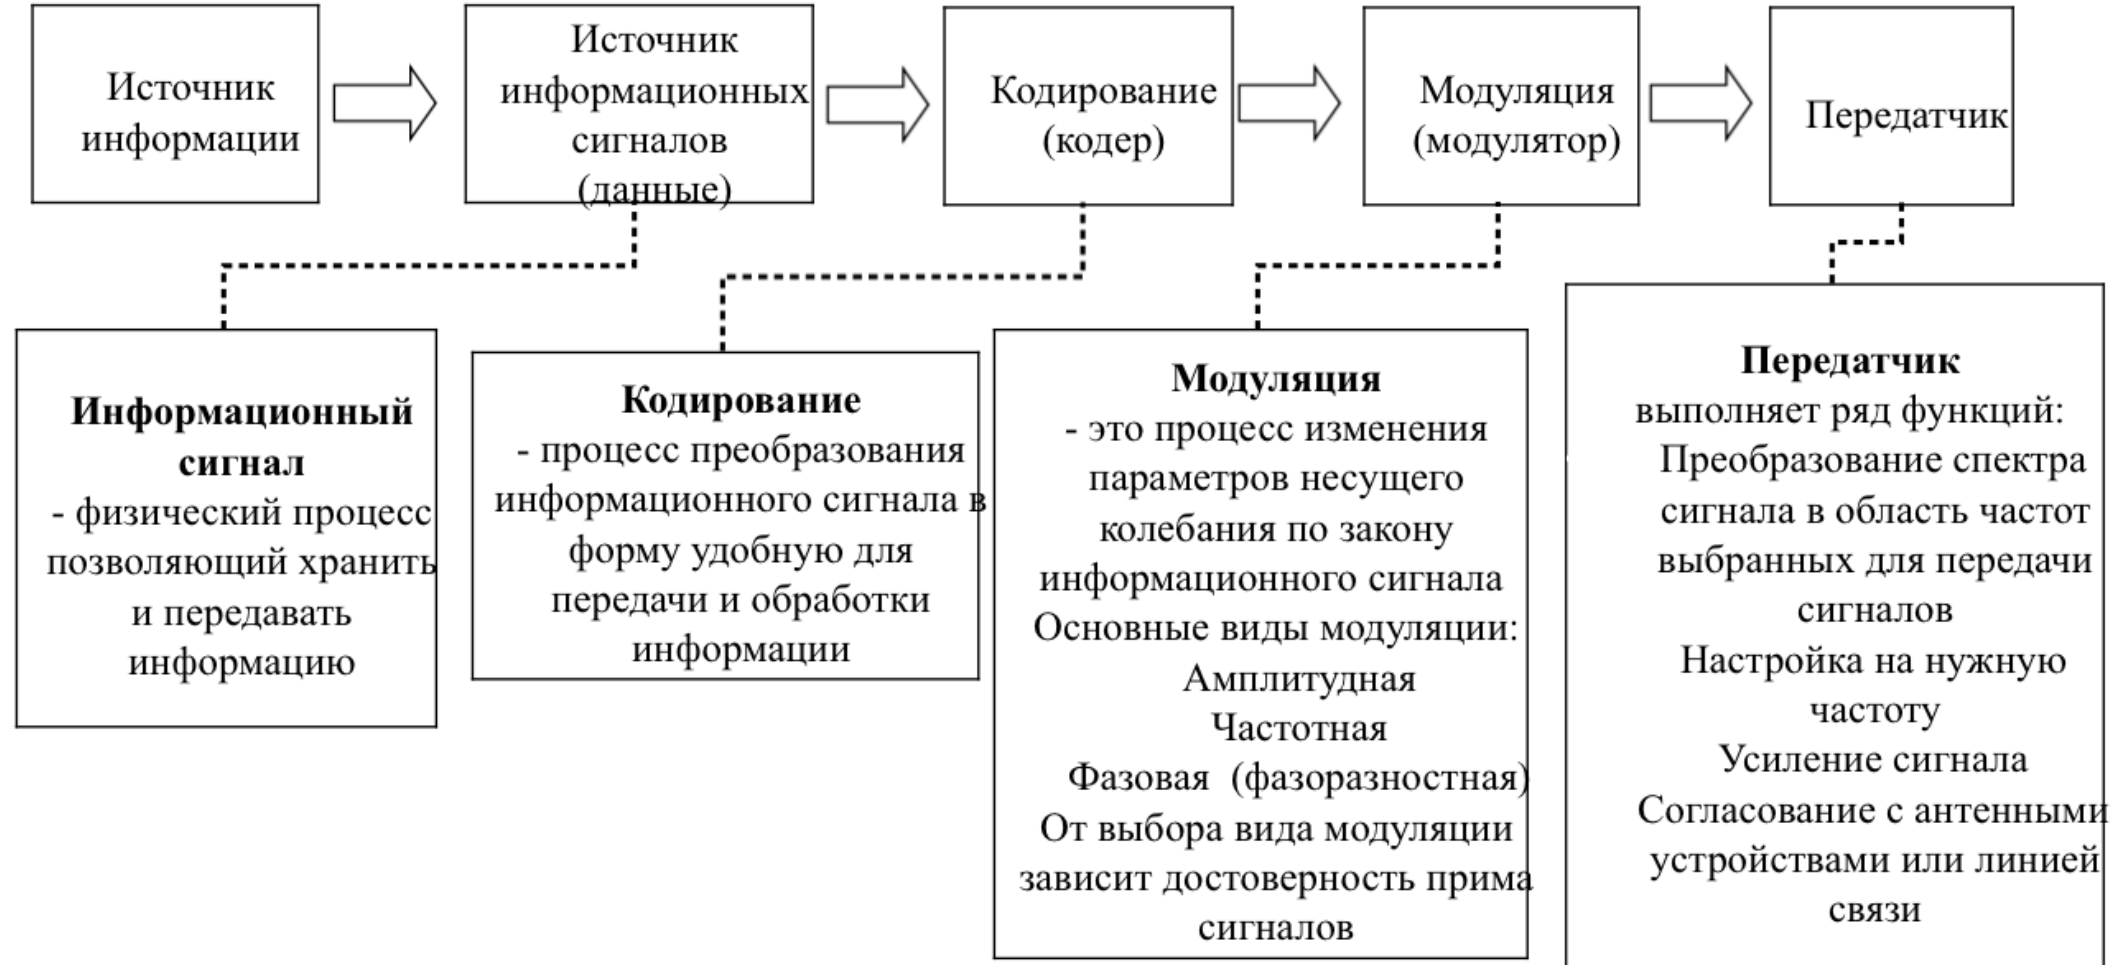 Источник
информации
Источник
информационных
сигналов
(данные)
Кодирование
(кодер)
Модуляция
(модулятор)
Передатчик
Информационный
сигнал
- физический процесс
позволяющий хранить
и передавать
информацию
Кодирование
- процесс преобразования
информационного сигнала в
форму удобную для
передачи и обработки
информации
Модуляция
- это процесс изменения
параметров несущего
колебания по закону
информационного сигнала
Основные виды модуляции:
Амплитудная
Частотная
Фазовая (фазоразностная)
От выбора вида модуляции
зависит достоверность прима
сигналов
Передатчик
выполняет ряд функций:
Преобразование спектра
сигнала в область частот
выбранных для передачи
сигналов
Настройка на нужную
частоту
Усиление сигнала
Согласование с антенными
устройствами или линией
связи